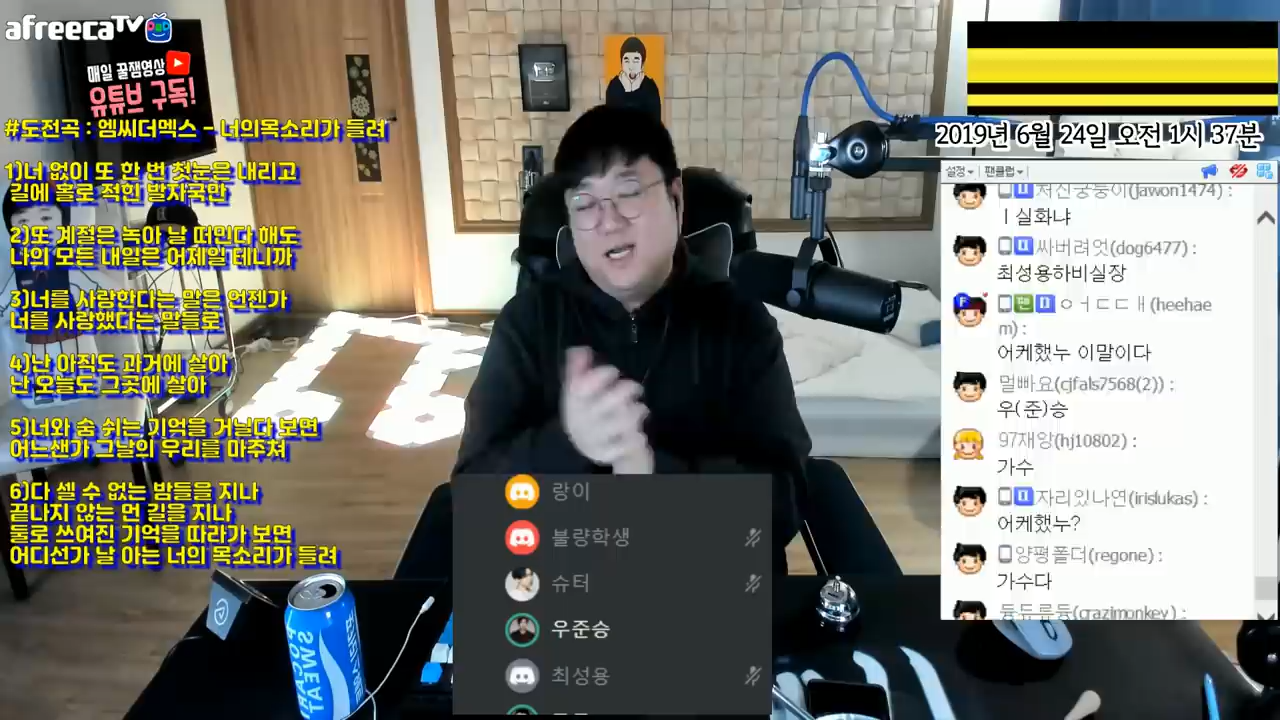 afreecaTV
매일 꿀잼영상
유튜브 구독!
#도전곡 : 엠씨더멕스 - 너의목소리가 들려
1)너 없이 또 한 번 첫눈은 내리고
길에 홀로 적힌 발자국만
2)또 계절은 녹아 날 떠민다 해도
나의 모든 내일은 어제일 테니까
3)너를 사랑한다는 말은 언젠가
너를 사랑했다는 말들로
4)난 아직도 과거에 살아
난 오늘도 그곳에 살아
5)너와 숨 쉬는 기억을 거닐다 보면
어느샌가 그날의 우리를 마주쳐
6)다 셀 수 없는 밤들을 지나
끝나지 않는 먼 길을 지나
둘로 쓰여진 기억을 따라가 보면
어디선가 날 아는 너의 목소리가 들려
2019년 6월 24일 오전 1시 37분
설정 팬클럽
(jawon1474) :
ㅣ실화냐
싸버려엇(dog6477) :
최성용하비실장
팬 ㅇㅓㄷㄷㅐ(heehae
m) :
어케했누 이말이다
멀빠요(cjfals7568(2)) :
우(준)승
97재앙(hj10802) :
가수
자리있나연(irislukas) :
어케했누?
양평폴더(regone) :
가수다
(crazimonkey) :
랑이
불량학생
슈터
우준승
최성용
POCARI
SWEAT